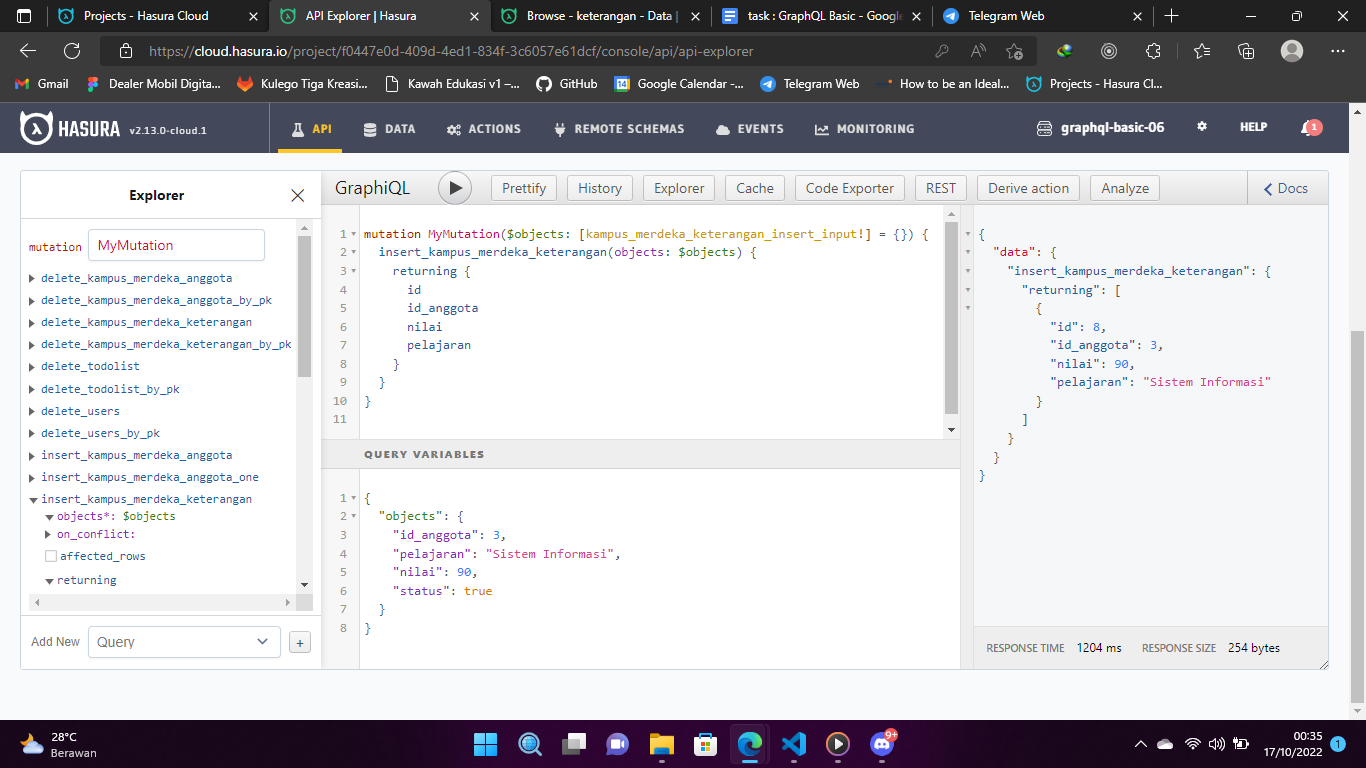 Projects - Hasura Cloud
API Explorer | Hasura
Browse - keterangan - Data |
task : GraphQL Basic - Google
Telegram Web
https://cloud.hasura.io/project/f0447e0d-409d-4ed1-834f-3c6057e61dcf/console/api/api-explorer
Gmail
Dealer Mobil Digita...
Kulego Tiga Kreasi...
Kawah Edukasi v1 –...
GitHub
Google Calendar -...
Telegram Web
How to be an Ideal...
Projects - Hasura Cl...
HASURA v2.13.0-cloud.1
API
DATA
ACTIONS
REMOTE SCHEMAS
EVENTS
MONITORING
graphql-basic-06
HELP
1
Explorer
mutation MyMutation
delete_kampus_merdeka_anggota
delete_kampus_merdeka_anggota_by_pk
delete_kampus_merdeka_keterangan
delete_kampus_merdeka_keterangan_by_pk
delete_todolist
delete_todolist_by_pk
delete_users
delete_users_by_pk
insert_kampus_merdeka_anggota
insert_kampus_merdeka_anggota_one
insert_kampus_merdeka_keterangan
objects*: $objects
on_conflict:
affected_rows
returning
Add New Query +
GraphiQL
Prettify
History
Explorer
Cache
Code Exporter
REST
Derive action
Analyze
Docs
1 mutation MyMutation($objects: [kampus_merdeka_keterangan_insert_input!] = {}) {
2 insert_kampus_merdeka_keterangan(objects: $objects) {
3 returning {
4 id
5 id_anggota
6 nilai
7 pelajaran
8 }
9 }
10 }
11
QUERY VARIABLES
1 {
2 "objects": {
3 "id_anggota": 3,
4 "pelajaran": "Sistem Informasi",
5 "nilai": 90,
6 "status": true
7 }
8 }
{
"data": {
"insert_kampus_merdeka_keterangan": {
"returning": [
{
"id": 8,
"id_anggota": 3,
"nilai": 90,
"pelajaran": "Sistem Informasi"
}
]
}
}
}
RESPONSE TIME 1204 ms RESPONSE SIZE 254 bytes
28°C
Berawan
9+
00:35
17/10/2022
1